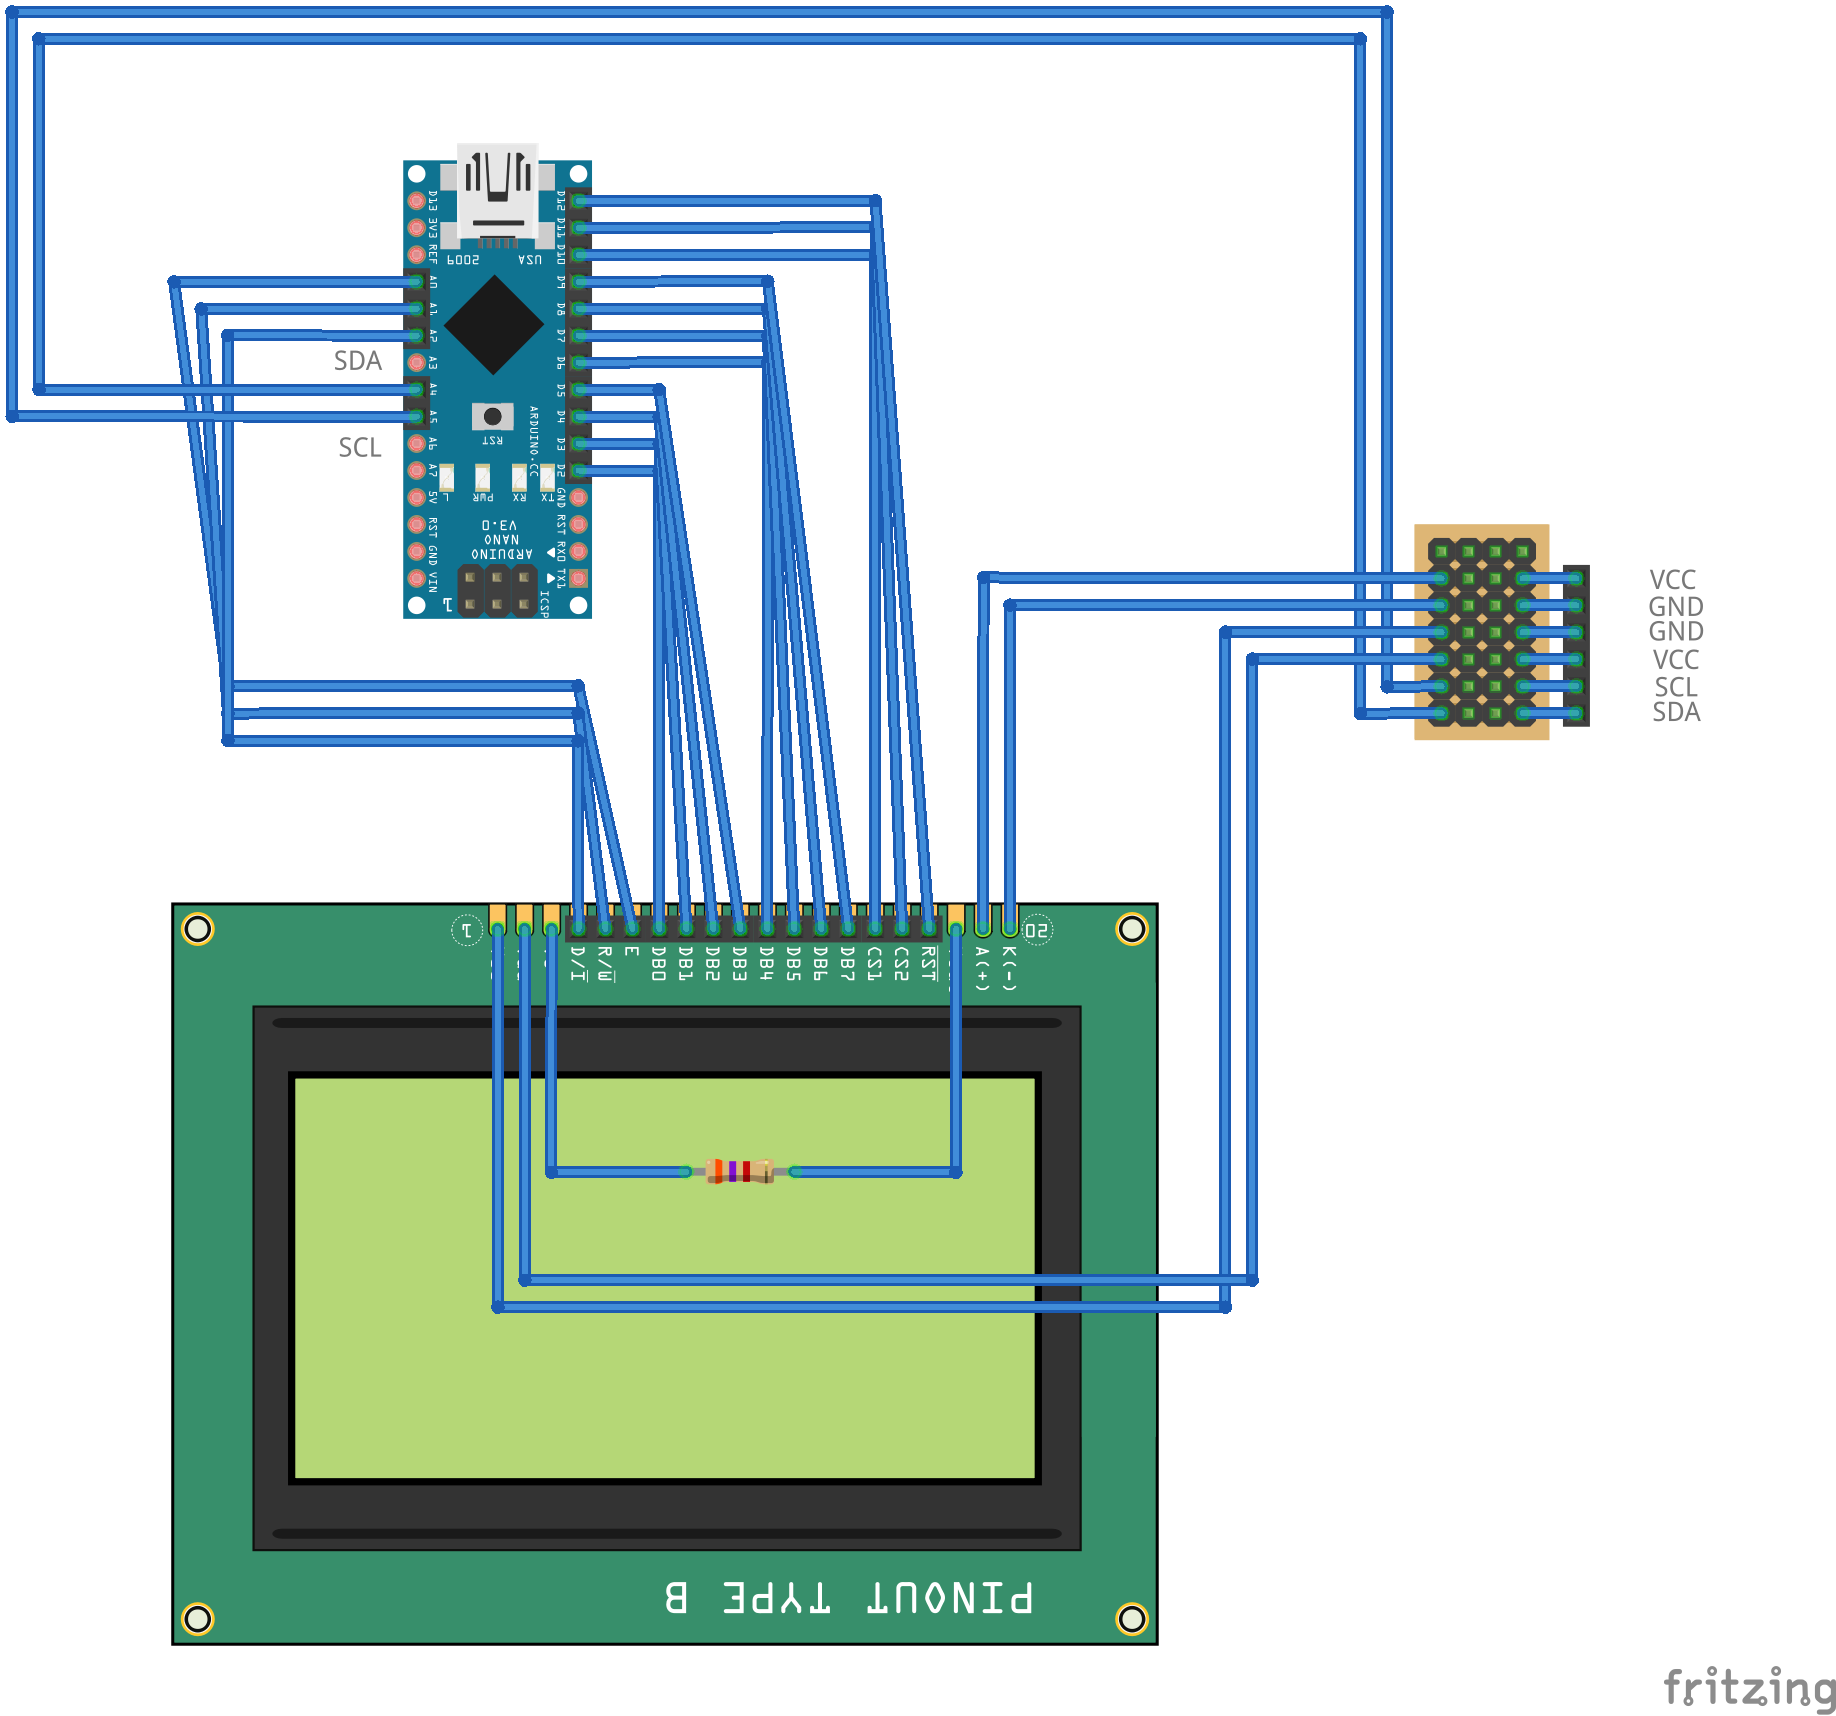 D13
3V3
REF
A0
A1
A2
A3
A4
A5
A6
A7
5V
RST
GND
VIN
D12
D11
D10
D9
D8
D7
D6
D5
D4
D3
D2
GND
RST
RX0
TX1
2009
USA
SDA
SCL
RST
ARDUINO.CC
L
PWR
RX
TX
ARDUINO
NANO
V3.0
1
ICSP
VCC
GND
GND
VCC
SCL
SDA
1
D/I
R/W
E
DB0
DB1
DB2
DB3
DB4
DB5
DB6
DB7
CS1
CS2
RST
A(+)
K(-)
20
PINOUT TYPE B
fritzing